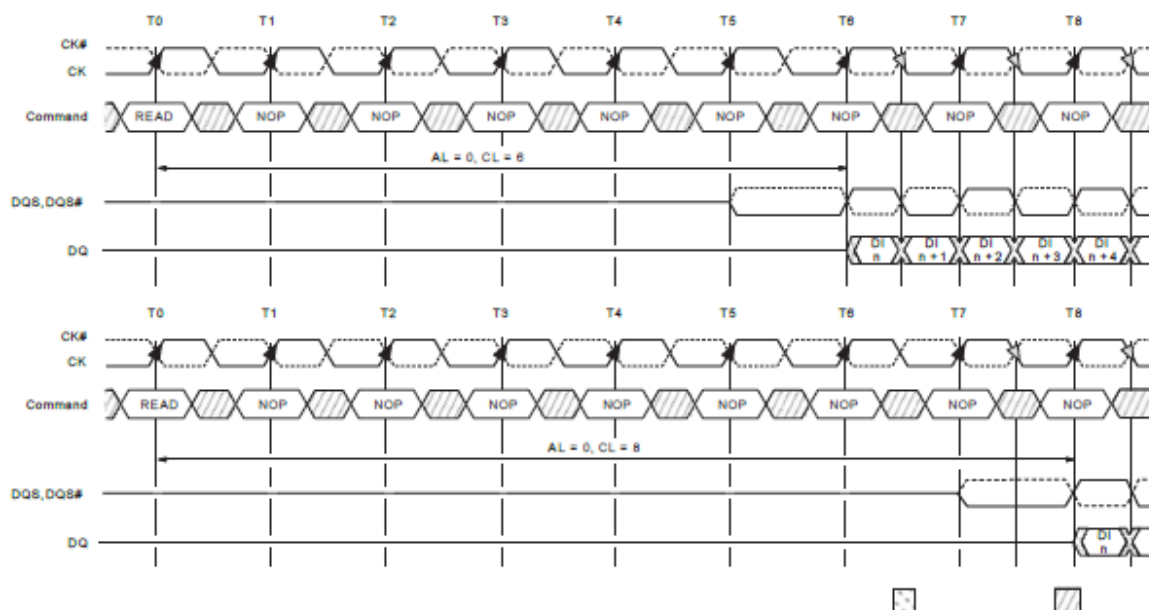 T0 T1 T2 T3 T4 T5 T6 T7 T8
CK#
CK
Command READ NOP NOP NOP NOP NOP NOP NOP NOP
AL = 0, CL = 6
DQS,DQS#
DQ DI n DI n + 1 DI n + 2 DI n + 3 DI n + 4
T0 T1 T2 T3 T4 T5 T6 T7 T8
CK#
CK
Command READ NOP NOP NOP NOP NOP NOP NOP NOP
AL = 0, CL = 8
DQS,DQS#
DQ DI n